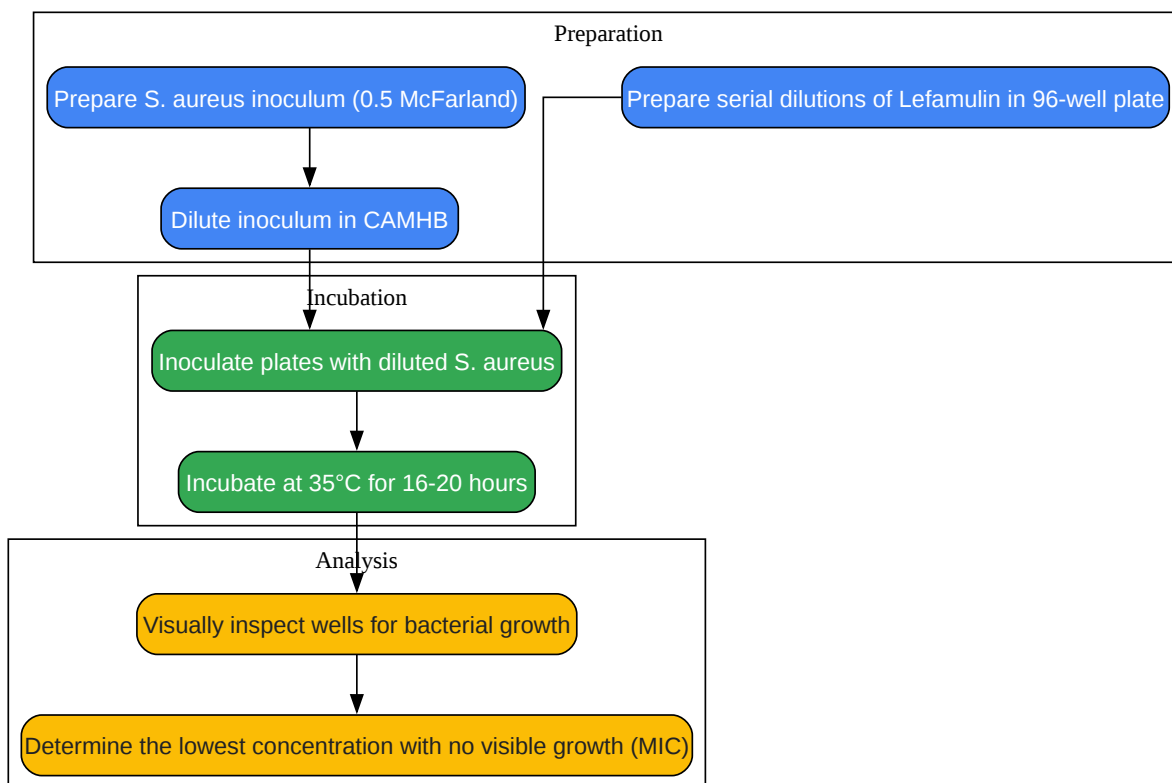 Preparation
Prepare S. aureus inoculum (0.5 McFarland)
Prepare serial dilutions of Lefamulin in 96-well plate
Dilute inoculum in CAMHB
Incubation
Inoculate plates with diluted S. aureus
Incubate at 35°C for 16-20 hours
Analysis
Visually inspect wells for bacterial growth
Determine the lowest concentration with no visible growth (MIC)